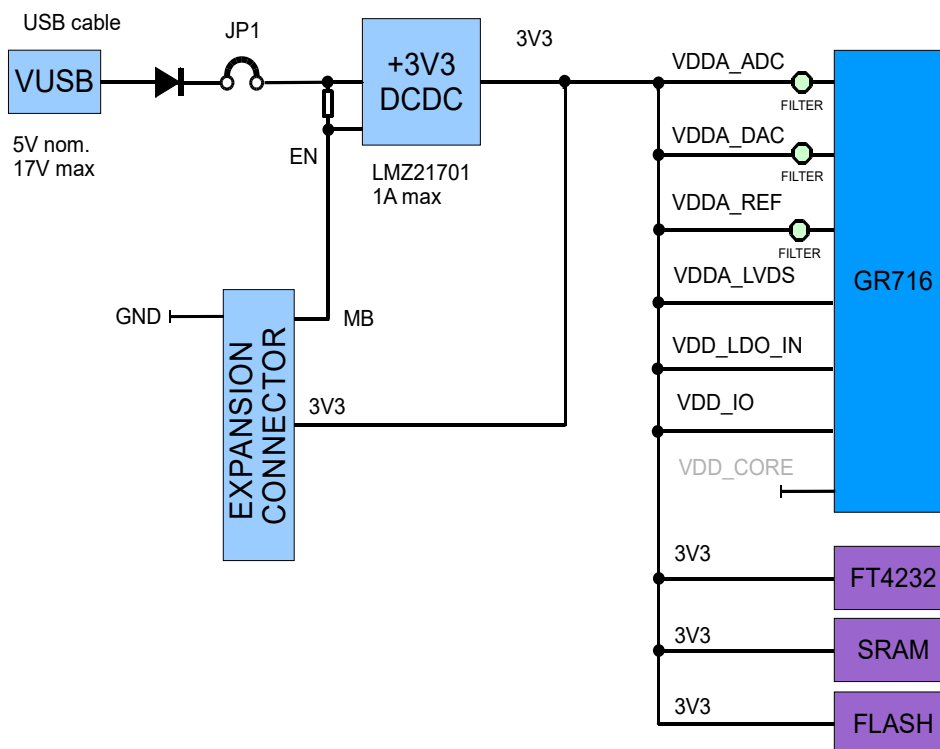 USB cable
JP1
VUSB
5V nom.
17V max
+3V3
DCDC
EN
LMZ21701
1A max
3V3
GND
MB
EXPANSION
CONNECTOR
3V3
VDDA_ADC
FILTER
VDDA_DAC
FILTER
VDDA_REF
FILTER
VDDA_LVDS
VDD_LDO_IN
VDD_IO
VDD_CORE
GR716
3V3
FT4232
3V3
SRAM
3V3
FLASH